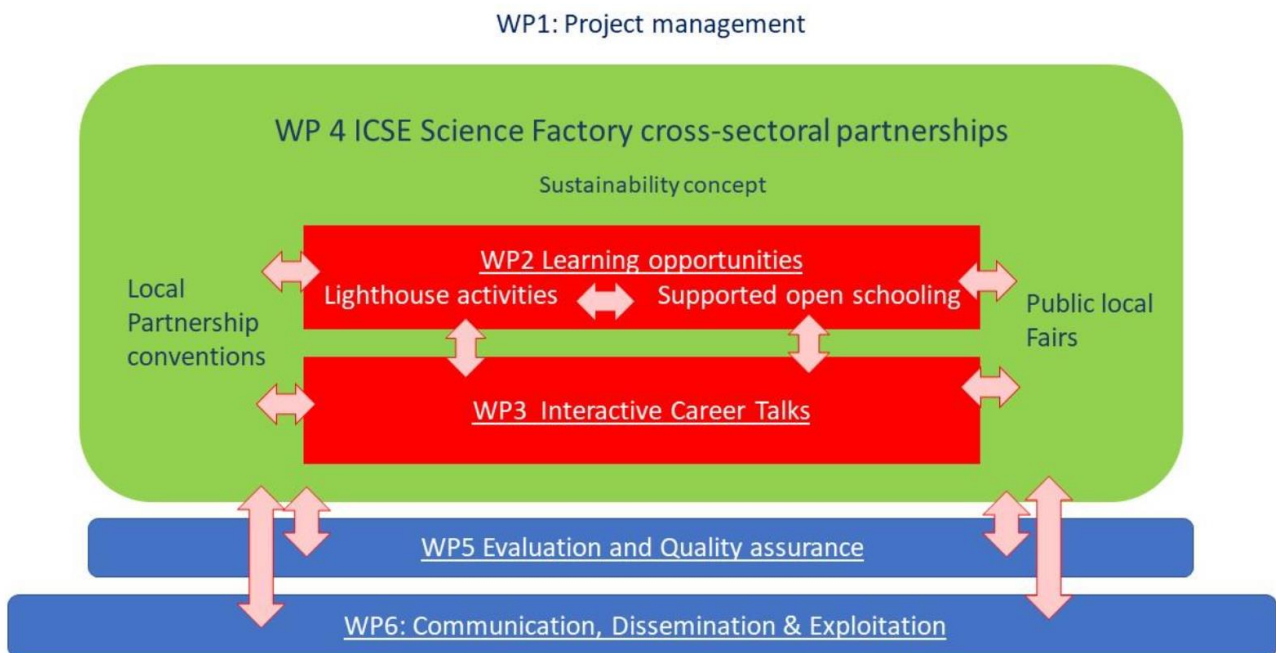 WP1: Project management
WP 4 ICSE Science Factory cross-sectoral partnerships
Sustainability concept
WP2 Learning opportunities
Lighthouse activities
Supported open schooling
Local
Partnership
conventions
Public local
Fairs
WP3 Interactive Career Talks
WP5 Evaluation and Quality assurance
WP6: Communication, Dissemination & Exploitation